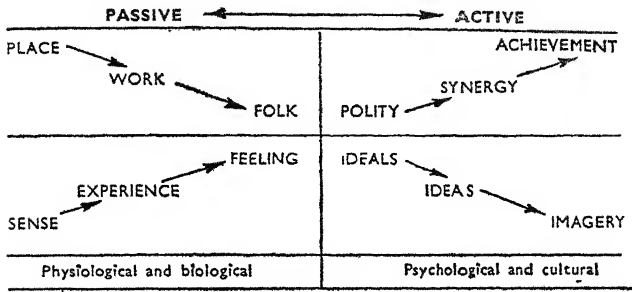 PASSIVE ACTIVE
PLACE ACHIEVEMENT
WORK SYNERGY
FOLK POLITY
FEELING IDEALS
EXPERIENCE IDEAS
SENSE IMAGERY
Physiological and biological Psychological and cultural